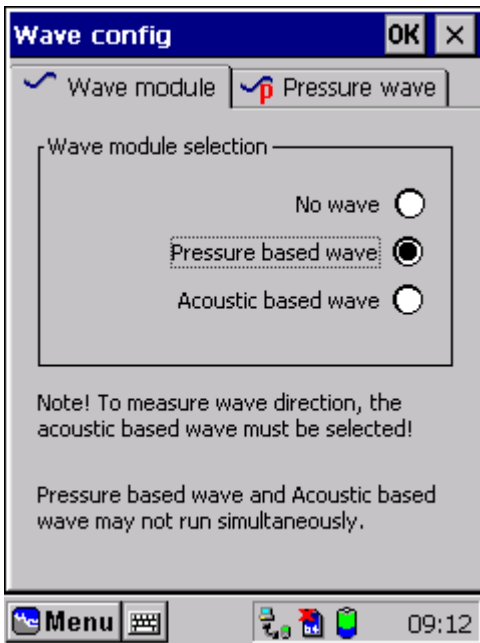 Wave config OK
Wave module Pressure wave
Wave module selection
No wave
Pressure based wave
Acoustic based wave
Note! To measure wave direction, the
acoustic based wave must be selected!
Pressure based wave and Acoustic based
wave may not run simultaneously.
Menu 09:12